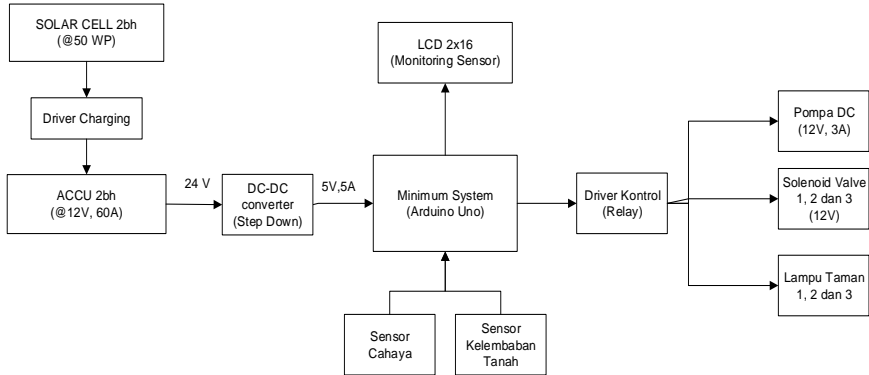 SOLAR CELL 2bh
(@50 WP)
Driver Charging
ACCU 2bh
(@12V, 60A)
24 V
DC-DC
converter
(Step Down)
5V,5A
LCD 2x16
(Monitoring Sensor)
Minimum System
(Arduino Uno)
Sensor
Cahaya
Sensor
Kelembaban
Tanah
Driver Kontrol
(Relay)
Pompa DC
(12V, 3A)
Solenoid Valve
1, 2 dan 3
(12V)
Lampu Taman
1, 2 dan 3